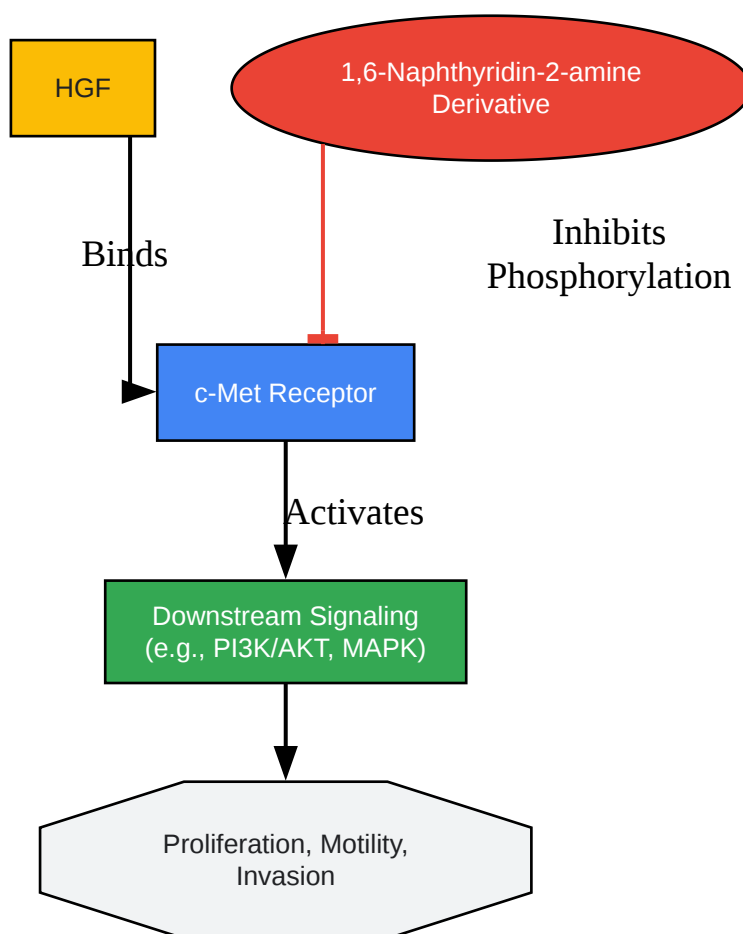 HGF
1,6-Naphthyridin-2-amine
Derivative
Binds
Inhibits
Phosphorylation
c-Met Receptor
Activates
Downstream Signaling
(e.g., PI3K/AKT, MAPK)
Proliferation, Motility,
Invasion